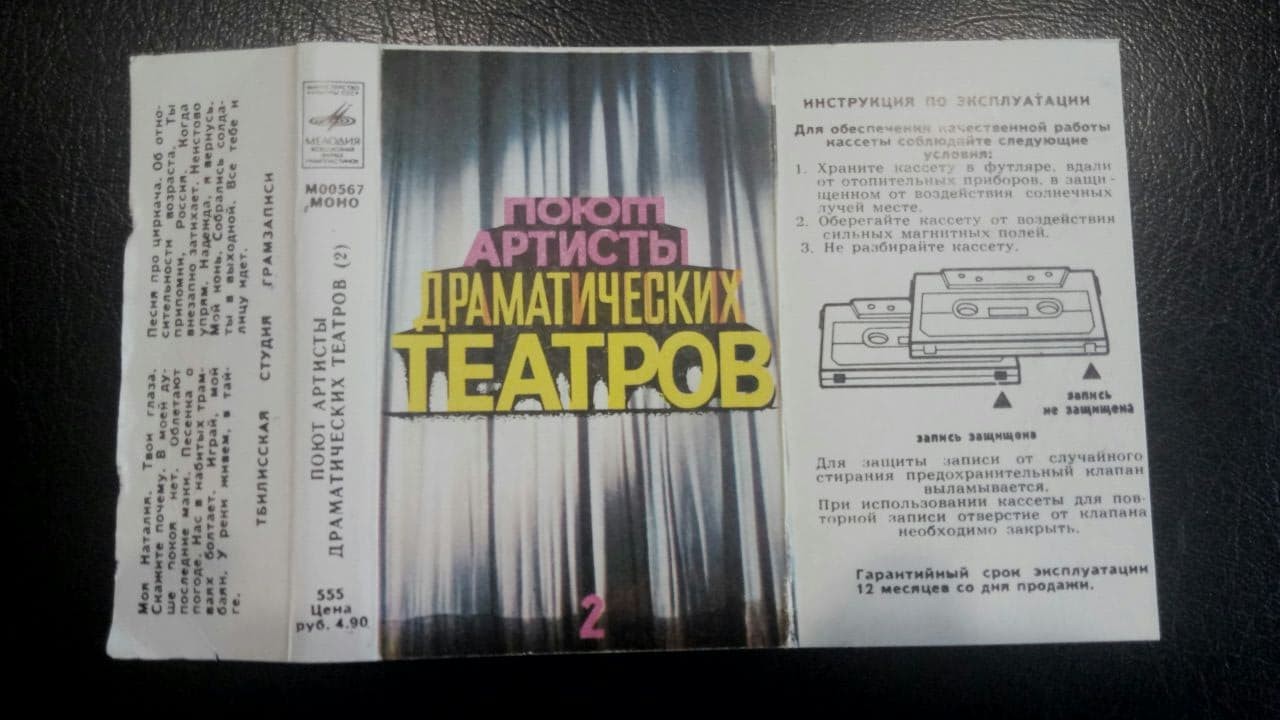 Моя Наталия. Твои глаза.
Скажите почему. В моей ду-
ше покоя нет. Облетают
последние маки. Песенка о
погоде. Нас в набитых трам-
ваях болтает. Играй, мой
баян. У реки живем, в тай-
ге.
Песня про циркача. Об отно-
сительности возраста. Ты
припомни, Россия. Когда
внезапно затихает. Неистово
упрям. Надежда, я вернусь.
Мой конь. Собрались солда-
ты в выходной. Все тебе к
лицу идет.
ТБИЛИССКАЯ СТУДИЯ ГРАМЗАПИСИ
МИНИСТЕРСТВО
КУЛЬТУРЫ СССР
МЕЛОДИЯ
ВСЕСОЮЗНАЯ
ФИРМА
ГРАМПЛАСТИНОК
М00567
МОНО
ПОЮТ АРТИСТЫ
ДРАМАТИЧЕСКИХ ТЕАТРОВ (2)
555
Цена
руб. 4.90
ПОЮТ
АРТИСТЫ
ДРАМАТИЧЕСКИХ
ТЕАТРОВ
2
ИНСТРУКЦИЯ ПО ЭКСПЛУАТАЦИИ
Для обеспечения качественной работы
кассеты соблюдайте следующие
условия:
1. Храните кассету в футляре, вдали
от отопительных приборов, в защи-
щенном от воздействия солнечных
лучей месте.
2. Оберегайте кассету от воздействия
сильных магнитных полей.
3. Не разбирайте кассету.
запись
не защищена
запись защищена
Для защиты записи от случайного
стирания предохранительный клапан
выламывается.
При использовании кассеты для пов-
торной записи отверстие от клапана
необходимо закрыть.
Гарантийный срок эксплуатации
12 месяцев со дня продажи.